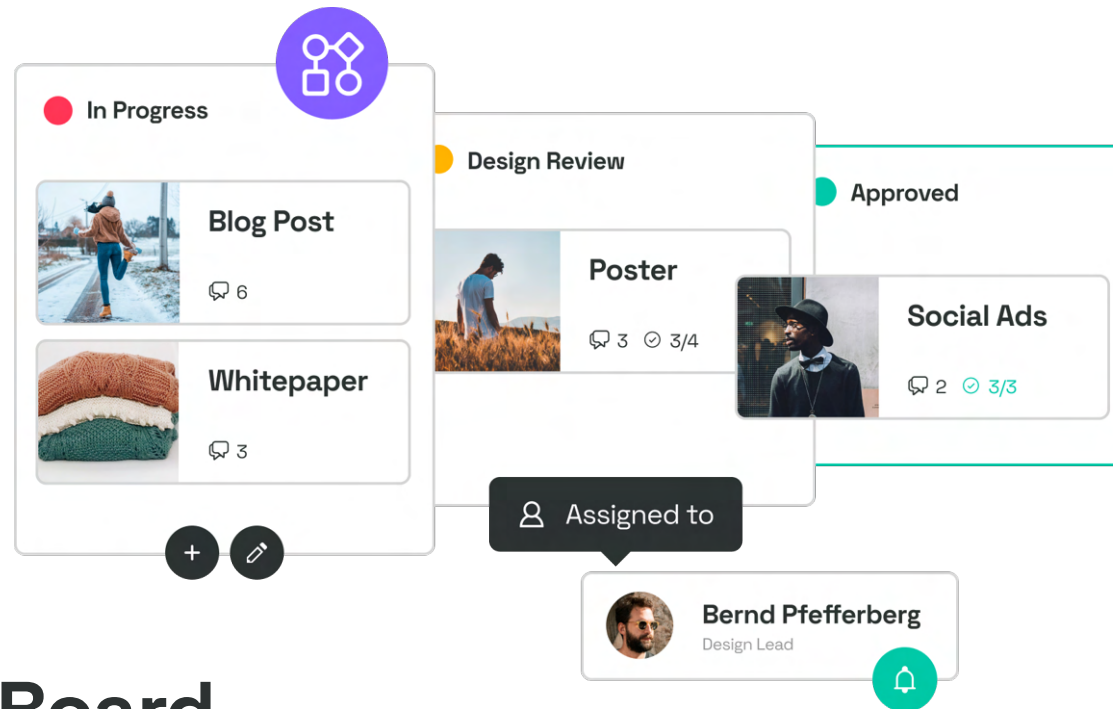 In Progress
Blog Post
6
Whitepaper
3
Design Review
Poster
3 3/4
Approved
Social Ads
2 3/3
Assigned to
Bernd Pfefferberg
Design Lead
Board